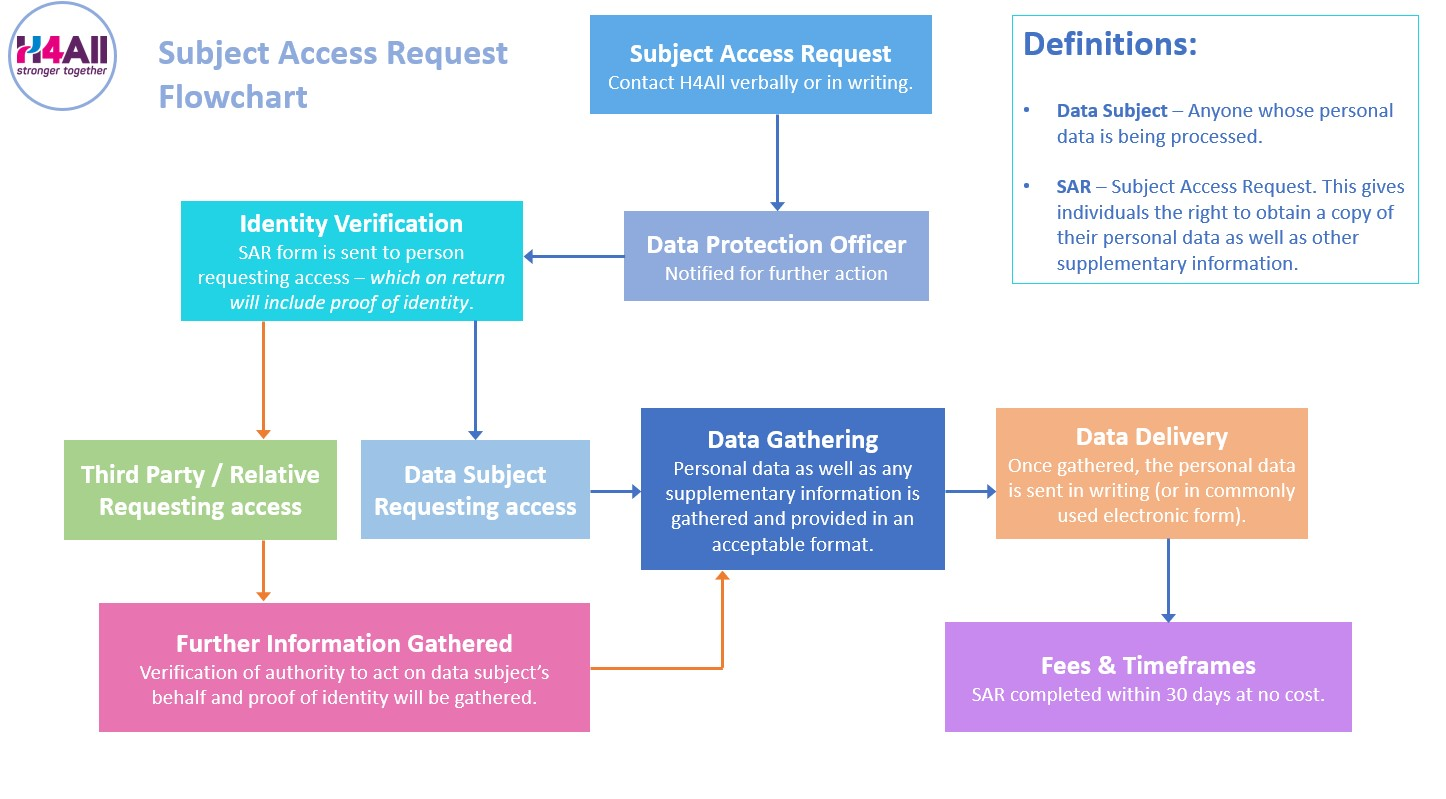 H4All
stronger together
Subject Access Request
Flowchart
Subject Access Request
Contact H4All verbally or in writing.
Definitions:
• Data Subject – Anyone whose personal
data is being processed.
• SAR – Subject Access Request. This gives
individuals the right to obtain a copy of
their personal data as well as other
supplementary information.
Data Protection Officer
Notified for further action
Identity Verification
SAR form is sent to person
requesting access – which on return
will include proof of identity.
Third Party / Relative
Requesting access
Data Subject
Requesting access
Data Gathering
Personal data as well as any
supplementary information is
gathered and provided in an
acceptable format.
Data Delivery
Once gathered, the personal data
is sent in writing (or in commonly
used electronic form).
Further Information Gathered
Verification of authority to act on data subject’s
behalf and proof of identity will be gathered.
Fees & Timeframes
SAR completed within 30 days at no cost.